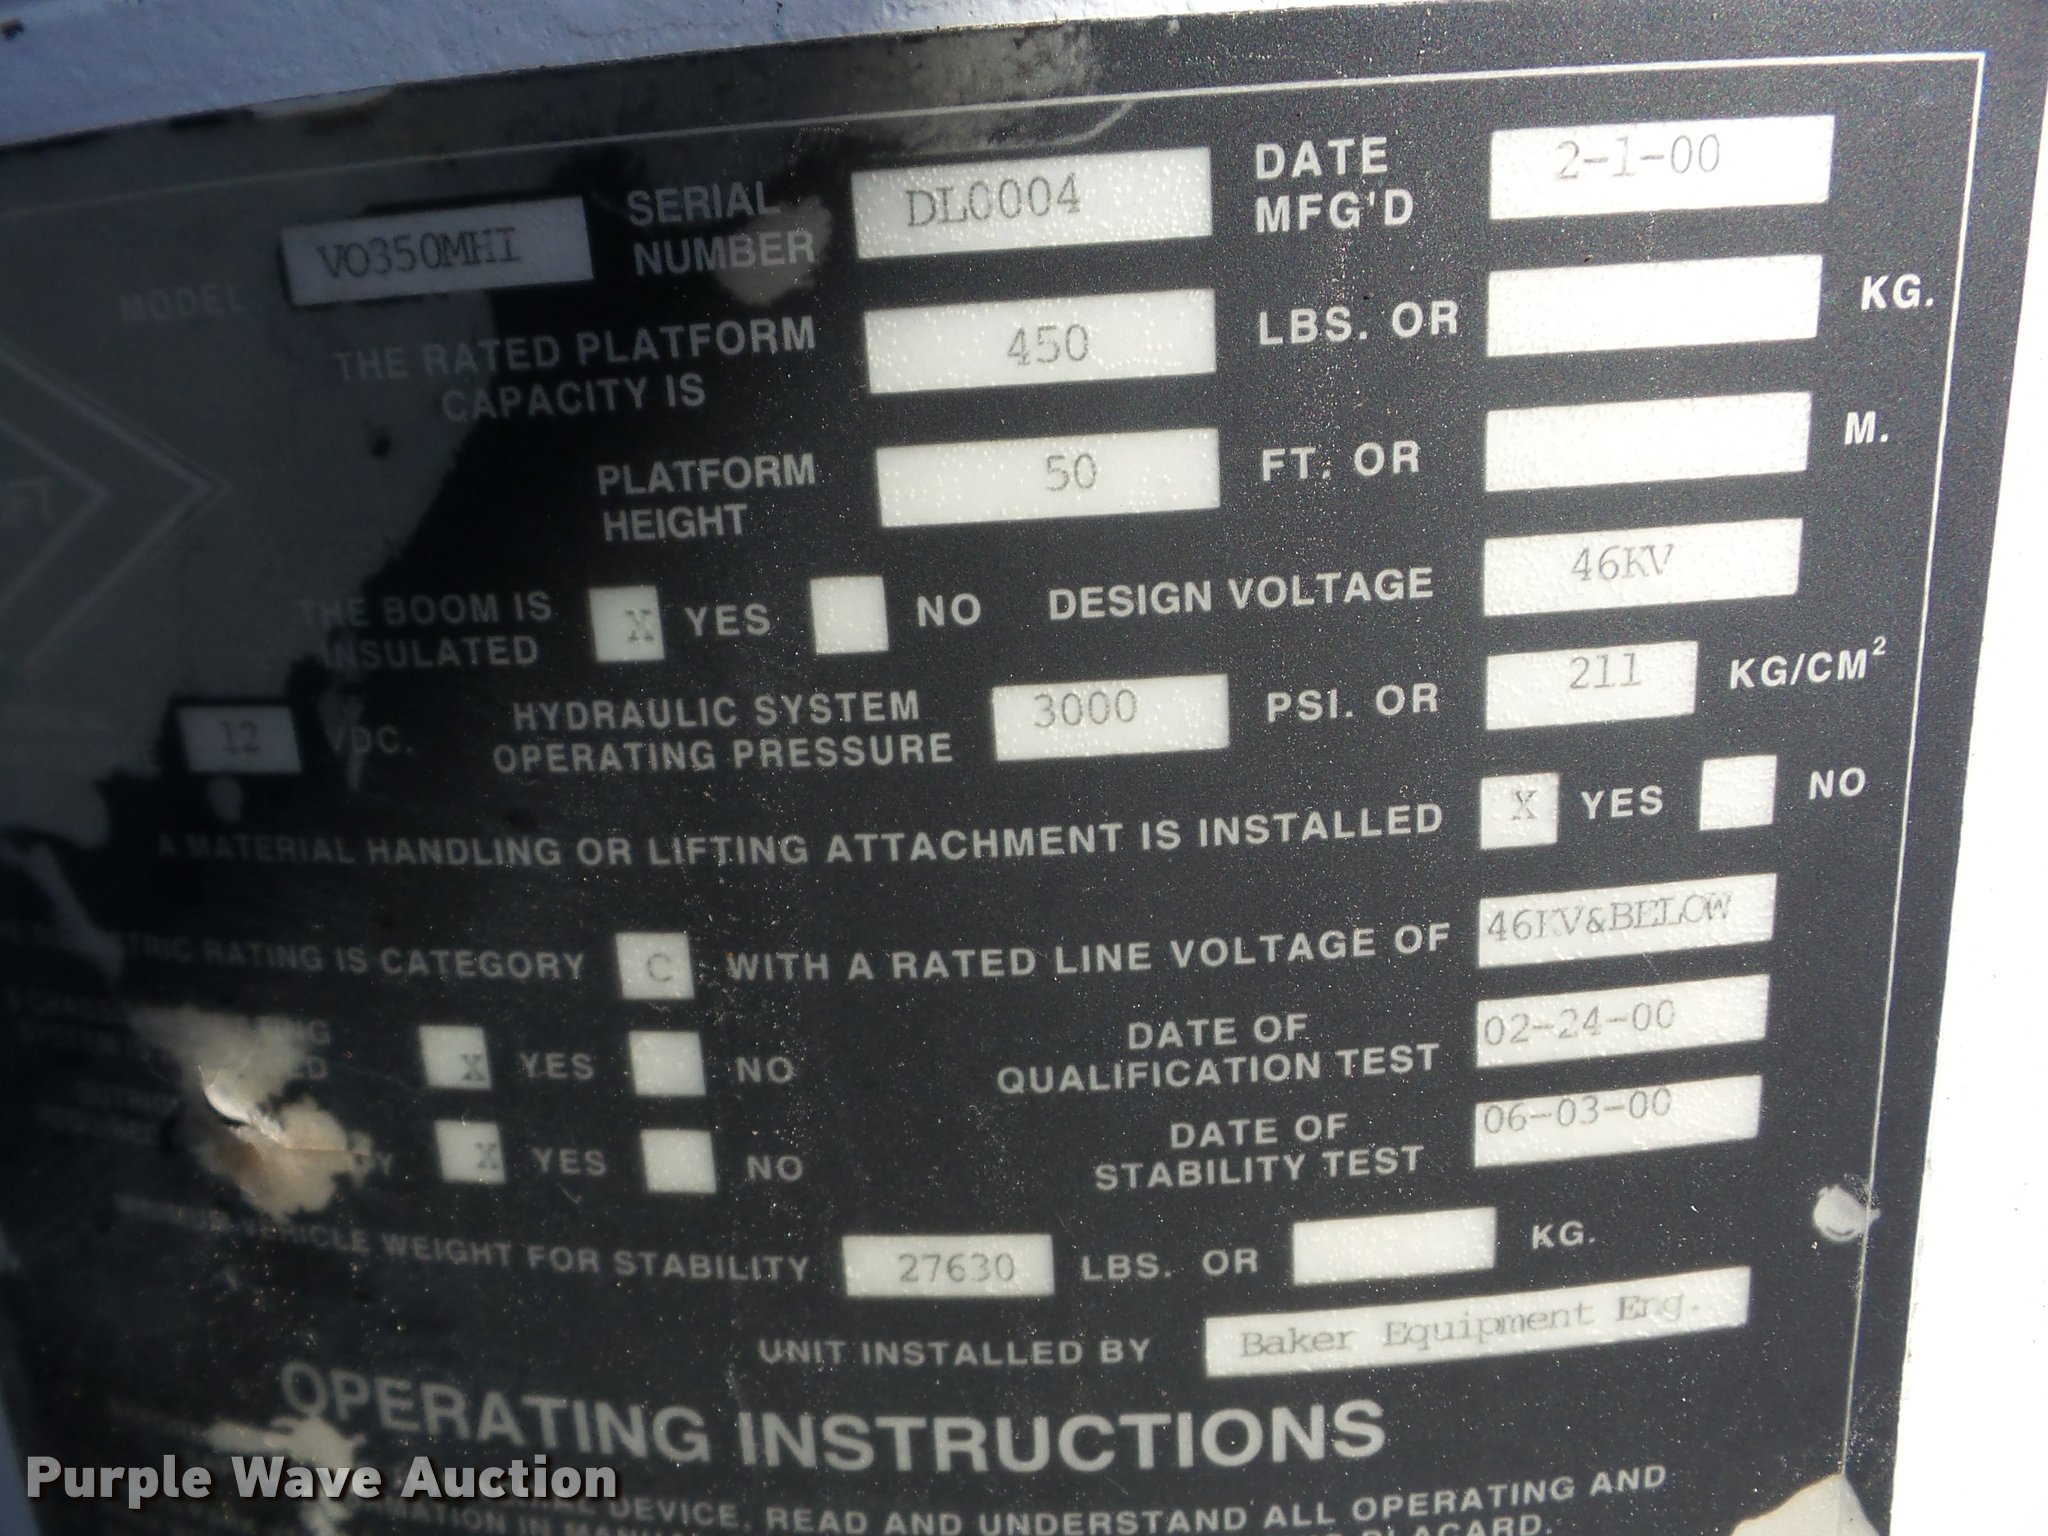 MODEL VO350MHI SERIAL NUMBER DL0004 DATE MFG'D 2-1-00
THE RATED PLATFORM CAPACITY IS 450 LBS. OR KG.
PLATFORM HEIGHT 50 FT. OR M.
THE BOOM IS INSULATED X YES NO DESIGN VOLTAGE 46KV
12 VDC. HYDRAULIC SYSTEM OPERATING PRESSURE 3000 PSI. OR 211 KG/CM²
A MATERIAL HANDLING OR LIFTING ATTACHMENT IS INSTALLED X YES NO
RATING IS CATEGORY C WITH A RATED LINE VOLTAGE OF 46KV&BELOW
X YES NO DATE OF QUALIFICATION TEST 02-24-00
X YES NO DATE OF STABILITY TEST 06-03-00
MINIMUM VEHICLE WEIGHT FOR STABILITY 27630 LBS. OR KG.
UNIT INSTALLED BY Baker Equipment Eng.
OPERATING INSTRUCTIONS
DEVICE, READ AND UNDERSTAND ALL OPERATING AND
IN PLACARD.
Purple Wave Auction